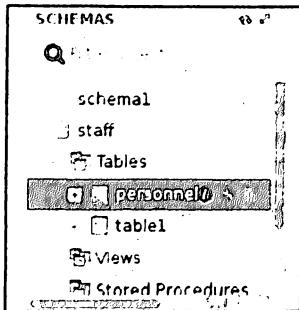 SCHEMAS
schema1
staff
Tables
personnel
table1
Views
Stored Procedures